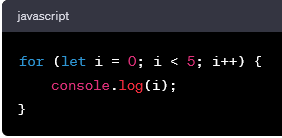 javascript
for (let i = 0; i < 5; i++) {
    console.log(i);
}